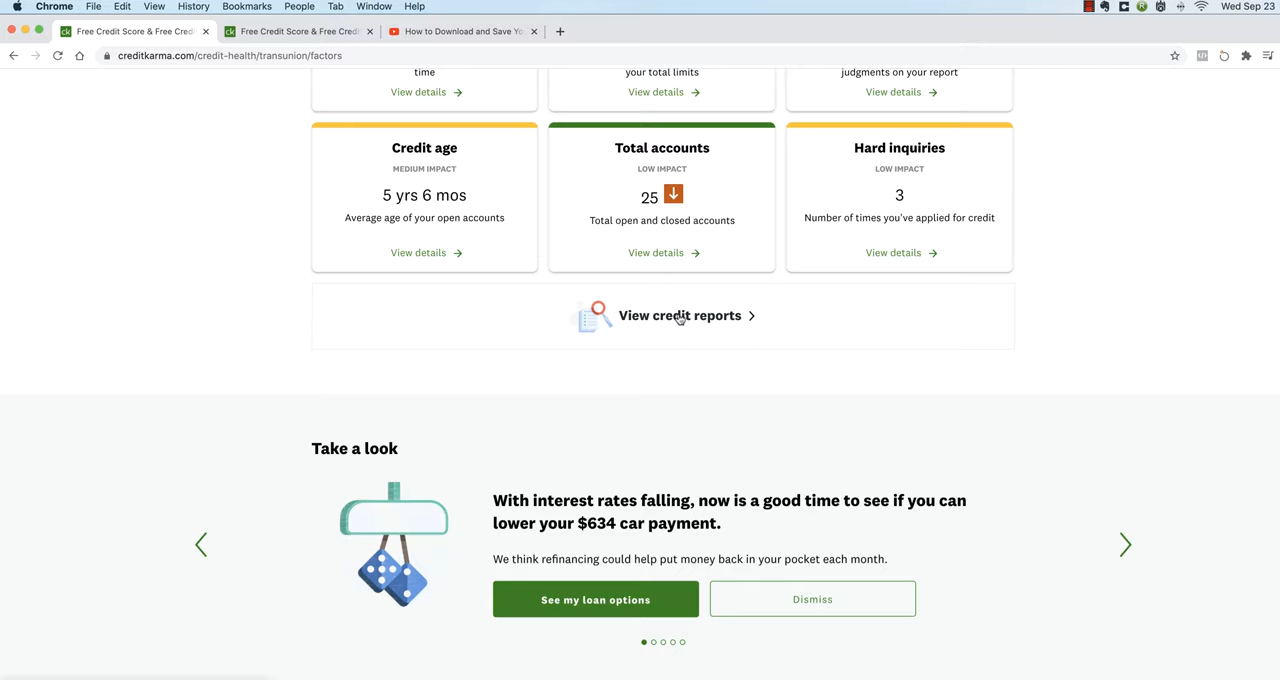 Chrome File Edit View History Bookmarks People Tab Window Help Wed Sep 23
ck Free Credit Score & Free Cred ck Free Credit Score & Free Credi How to Download and Save Yo
creditkarma.com/credit-health/transunion/factors
time your total limits judgments on your report
View details View details View details
Credit age Total accounts Hard inquiries
MEDIUM IMPACT LOW IMPACT LOW IMPACT
5 yrs 6 mos 25 3
Average age of your open accounts Total open and closed accounts Number of times you've applied for credit
View details View details View details
View credit reports
Take a look
With interest rates falling, now is a good time to see if you can
lower your $634 car payment.
We think refinancing could help put money back in your pocket each month.
See my loan options Dismiss